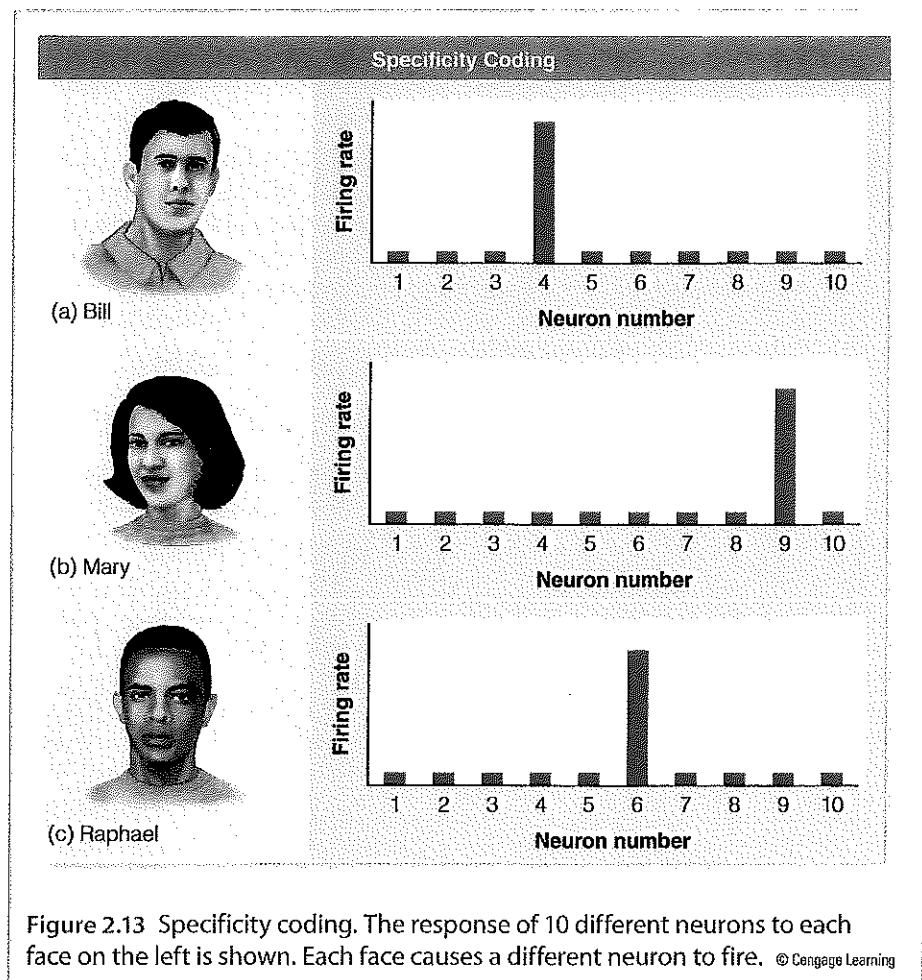 Specificity Coding
Firing rate
1 2 3 4 5 6 7 8 9 10
Neuron number
(a) Bill
Firing rate
1 2 3 4 5 6 7 8 9 10
Neuron number
(b) Mary
Firing rate
1 2 3 4 5 6 7 8 9 10
Neuron number
(c) Raphael
Figure 2.13 Specificity coding. The response of 10 different neurons to each
face on the left is shown. Each face causes a different neuron to fire. © Cengage Learning